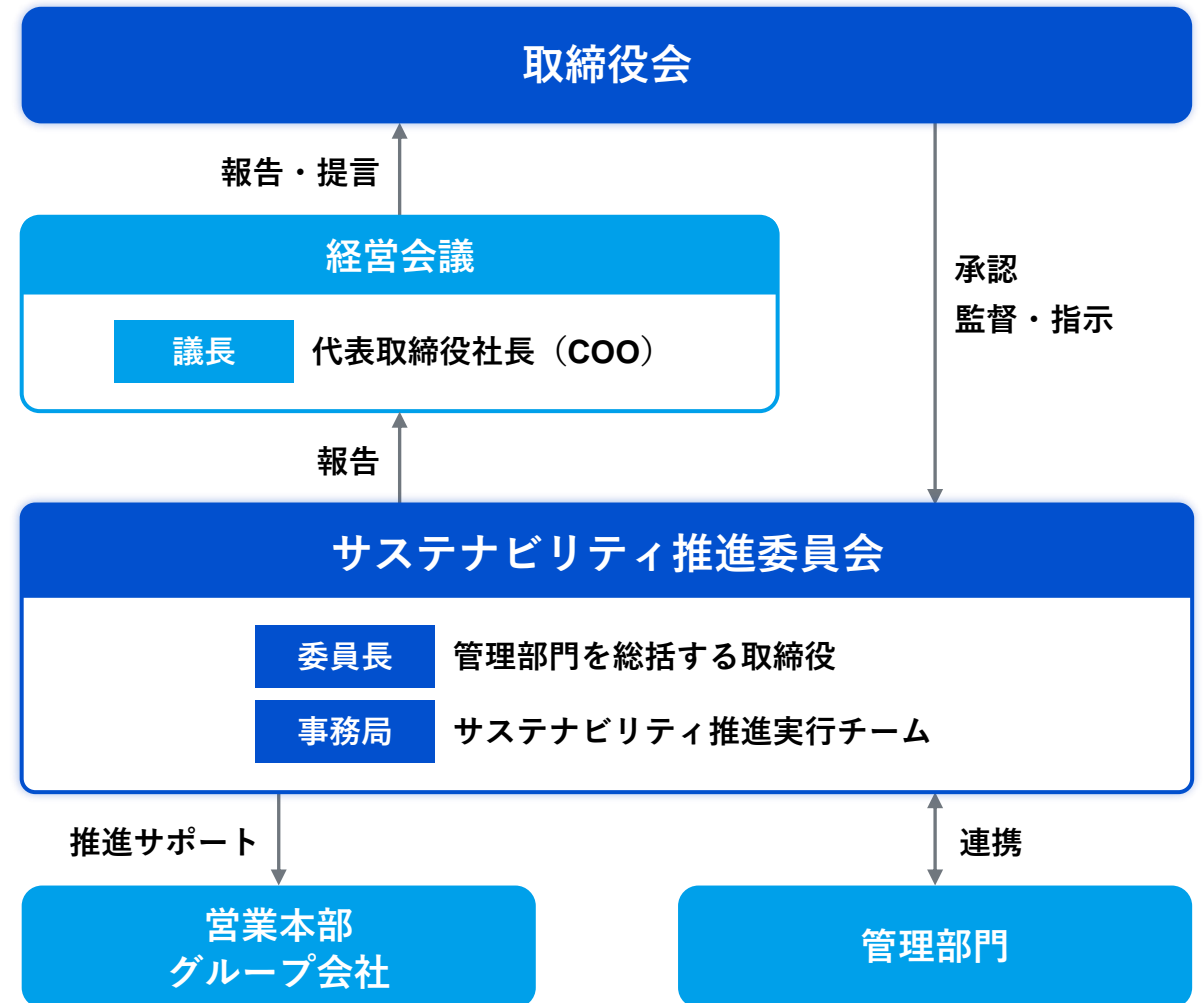 取締役会
報告・提言
経営会議
議長 代表取締役社長（COO）
承認
監督・指示
報告
サステナビリティ推進委員会
委員長 管理部門を総括する取締役
事務局 サステナビリティ推進実行チーム
推進サポート
連携
営業本部
グループ会社
管理部門